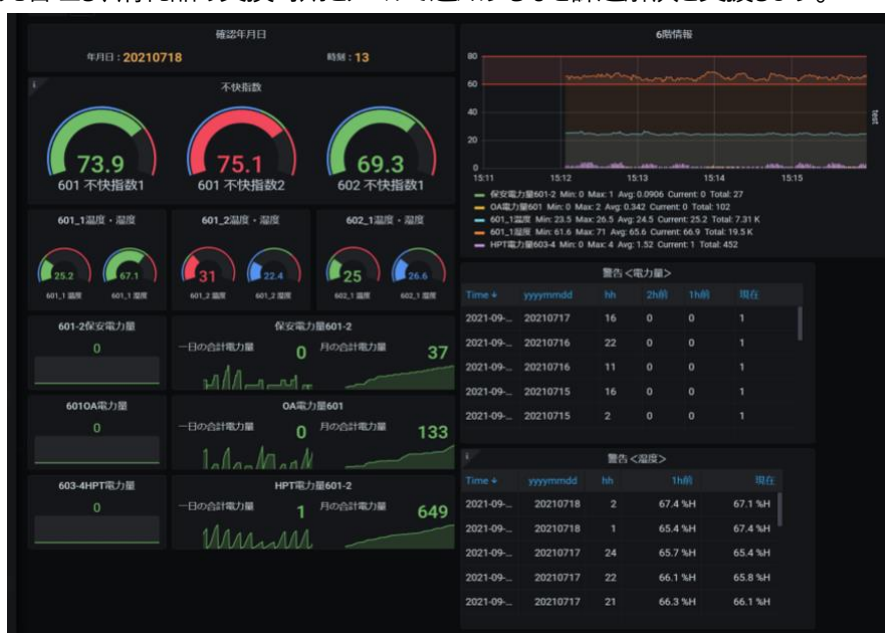 確認年月日
年月日 : 20210718
時刻 : 13
不快指数
73.9
601 不快指数1
75.1
601 不快指数2
69.3
602 不快指数1
601_1温度・湿度
25.2
601_1 温度
67.1
601_1 湿度
601_2温度・湿度
31
601_2 温度
22.4
601_2 湿度
602_1温度・湿度
25
602_1 温度
26.6
602_1 湿度
601-2保安電力量
0
保安電力量601-2
一日の合計電力量
0
月の合計電力量
37
601OA電力量
0
OA電力量601
一日の合計電力量
0
月の合計電力量
133
603-4HPT電力量
0
HPT電力量601-2
一日の合計電力量
1
月の合計電力量
649
6階情報
80
60
40
20
0
15:11 15:12 15:13 15:14 15:15
test
保安電力量601-2 Min: 0 Max: 1 Avg: 0.0906 Current: 0 Total: 27
OA電力量601 Min: 0 Max: 2 Avg: 0.342 Current: 0 Total: 102
601_1温度 Min: 23.5 Max: 26.5 Avg: 24.5 Current: 25.2 Total: 7.31 K
601_1湿度 Min: 61.6 Max: 71 Avg: 65.6 Current: 66.9 Total: 19.5 K
HPT電力量603-4 Min: 0 Max: 4 Avg: 1.52 Current: 1 Total: 452
警告<電力量>
Time yyyymmdd hh 2h前 1h前 現在
2021-09-... 20210717 16 0 0 1
2021-09-... 20210716 22 0 0 1
2021-09-... 20210716 11 0 0 1
2021-09-... 20210715 16 0 0 1
2021-09-... 20210715 2 0 0 1
警告<湿度>
Time yyyymmdd hh 1h前 現在
2021-09-... 20210718 2 67.4 %H 67.1 %H
2021-09-... 20210718 1 65.4 %H 67.4 %H
2021-09-... 20210717 24 65.7 %H 65.4 %H
2021-09-... 20210717 22 66.1 %H 65.8 %H
2021-09-... 20210717 21 66.3 %H 66.1 %H